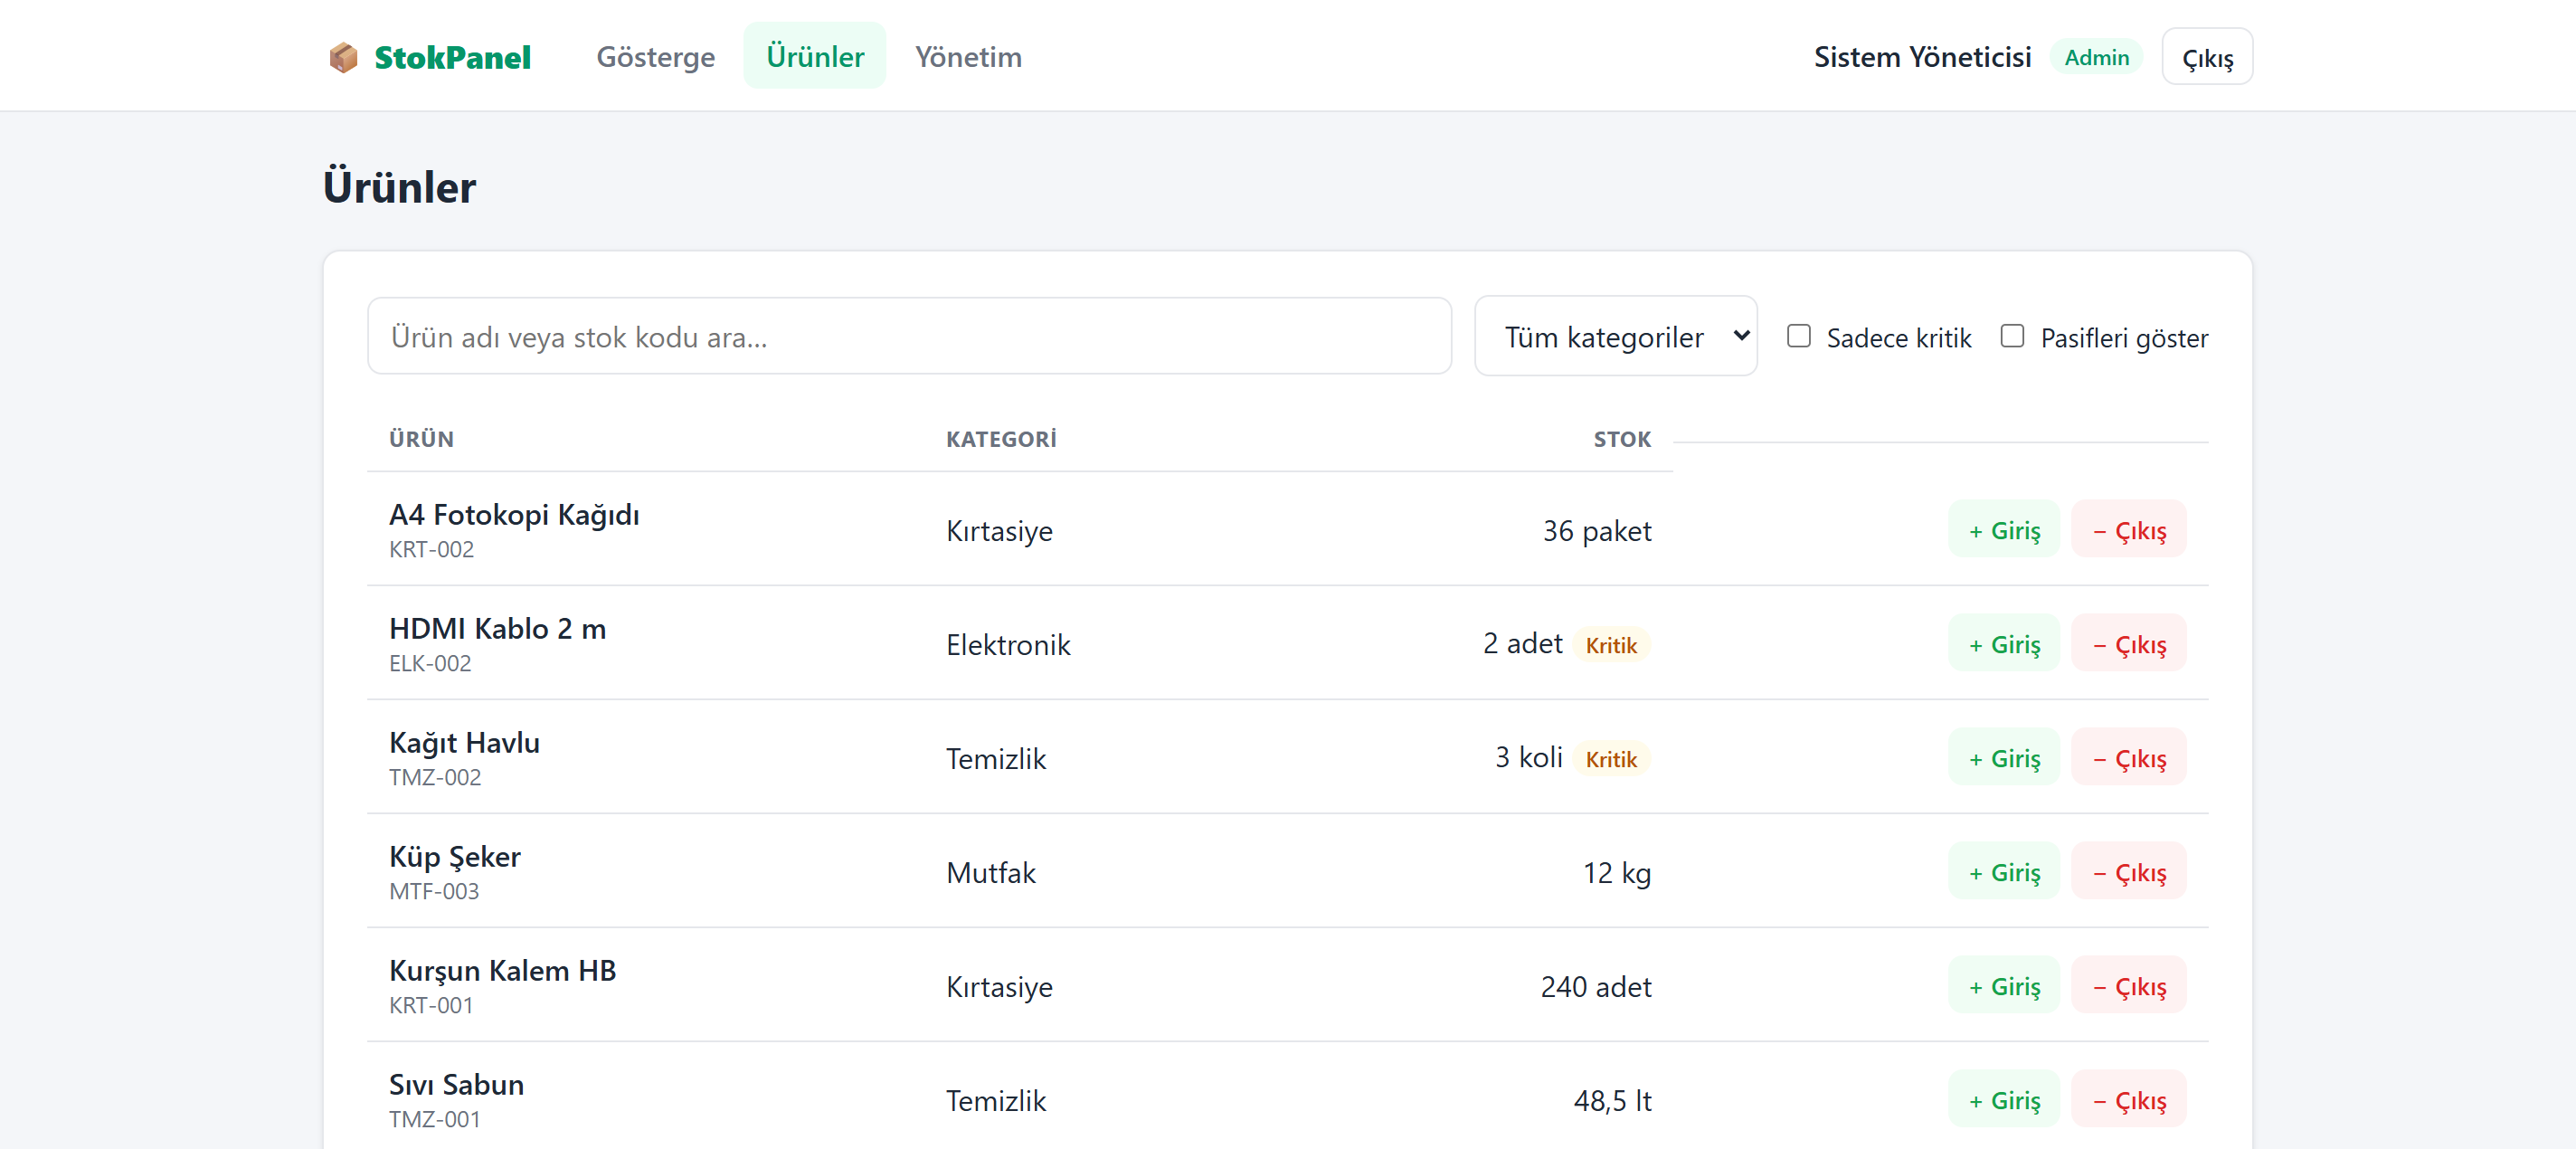 StokPanel Gösterge Ürünler Yönetim Sistem Yöneticisi Admin Çıkış
Ürünler
Ürün adı veya stok kodu ara... Tüm kategoriler Sadece kritik Pasifleri göster
ÜRÜN KATEGORİ STOK
A4 Fotokopi Kağıdı
KRT-002
Kırtasiye 36 paket + Giriş − Çıkış
HDMI Kablo 2 m
ELK-002
Elektronik 2 adet Kritik + Giriş − Çıkış
Kağıt Havlu
TMZ-002
Temizlik 3 koli Kritik + Giriş − Çıkış
Küp Şeker
MTF-003
Mutfak 12 kg + Giriş − Çıkış
Kurşun Kalem HB
KRT-001
Kırtasiye 240 adet + Giriş − Çıkış
Sıvı Sabun
TMZ-001
Temizlik 48,5 lt + Giriş − Çıkış